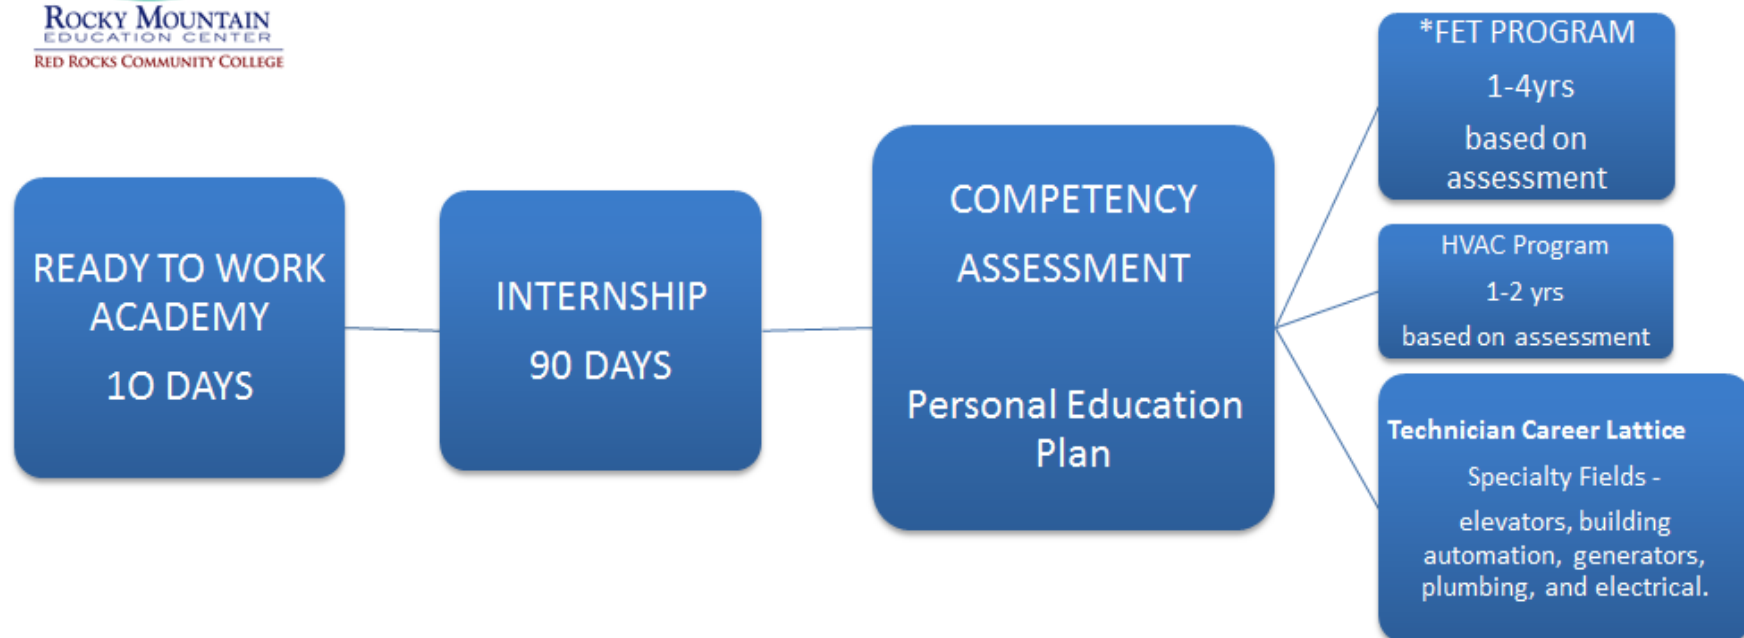 ROCKY MOUNTAIN
EDUCATION CENTER
RED ROCKS COMMUNITY COLLEGE
READY TO WORK
ACADEMY
1O DAYS
INTERNSHIP
90 DAYS
COMPETENCY
ASSESSMENT
Personal Education
Plan
*FET PROGRAM
1-4yrs
based on
assessment
HVAC Program
1-2 yrs
based on assessment
Technician Career Lattice
Specialty Fields -
elevators, building
automation, generators,
plumbing, and electrical.